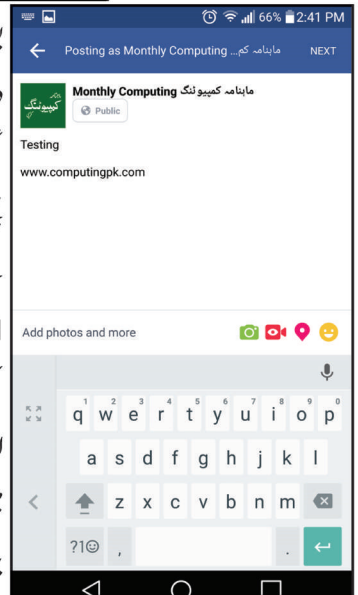 66% 2:41 PM
Posting as Monthly Computing ...ماہنامہ کم NEXT
کمپیوٹنگ
Monthly Computing ماہنامہ کمپیوٹنگ
Public
Testing
www.computingpk.com
Add photos and more
1 2 3 4 5 6 7 8 9 0
q w e r t y u i o p
a s d f g h j k l
z x c v b n m
?1☺ , .